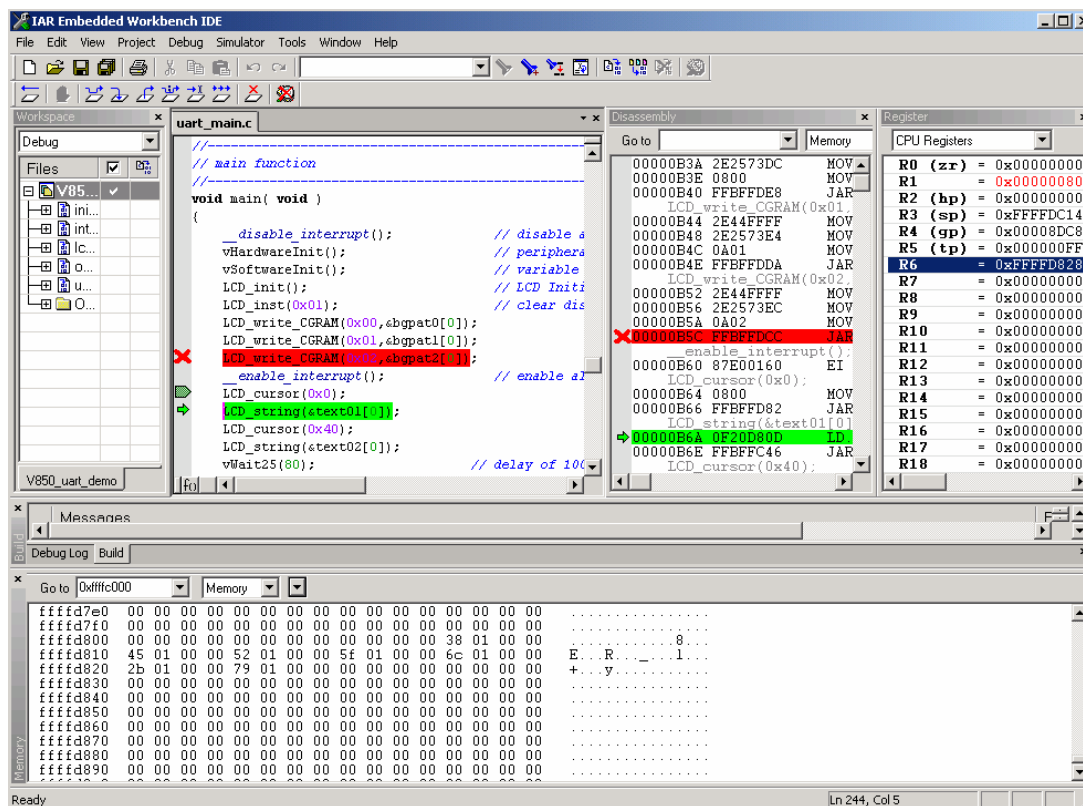 IAR Embedded Workbench IDE
File Edit View Project Debug Simulator Tools Window Help
Workspace
Debug
Files
V85...
ini...
int...
lc...
o...
u...
O...
V850_uart_demo
uart_main.c
//
// main function
//
void main( void )
{
__disable_interrupt(); // disable a
vHardwareInit(); // periphera
vSoftwareInit(); // variable
LCD_init(); // LCD Initi
LCD_inst(0x01); // clear dis
LCD_write_CGRAM(0x00,&bgpat0[0]);
LCD_write_CGRAM(0x01,&bgpat1[0]);
LCD_write_CGRAM(0x02,&bgpat2[0]);
__enable_interrupt(); // enable al
LCD_cursor(0x0);
LCD_string(&text01[0]);
LCD_cursor(0x40);
LCD_string(&text02[0]);
vWait25(80); // delay of 100
Disassembly
Go to Memory
00000B3A 2E2573DC MOV
00000B3E 0800 MOV
00000B40 FFBFFDE8 JAR
LCD_write_CGRAM(0x01,
00000B44 2E44FFFF MOV
00000B48 2E2573E4 MOV
00000B4C 0A01 MOV
00000B4E FFBFFDDA JAR
LCD_write_CGRAM(0x02,
00000B52 2E44FFFF MOV
00000B56 2E2573EC MOV
00000B5A 0A02 MOV
00000B5C FFBFFDCC JAR
__enable_interrupt();
00000B60 87E00160 EI
LCD_cursor(0x0);
00000B64 0800 MOV
00000B66 FFBFFD82 JAR
LCD_string(&text01[0]
00000B6A 0F20D80D LD.
00000B6E FFBFFC46 JAR
LCD_cursor(0x40);
Register
CPU Registers
R0 (zr) = 0x00000000
R1 = 0x00000080
R2 (hp) = 0x00000000
R3 (sp) = 0xFFFFDC14
R4 (gp) = 0x00008DC8
R5 (tp) = 0x000000FF
R6 = 0xFFFFD828
R7 = 0x00000000
R8 = 0x00000000
R9 = 0x00000000
R10 = 0x00000000
R11 = 0x00000000
R12 = 0x00000000
R13 = 0x00000000
R14 = 0x00000000
R15 = 0x00000000
R16 = 0x00000000
R17 = 0x00000000
R18 = 0x00000000
Messages F
Build
Debug Log Build
Go to 0xffffc000 Memory
Memory
ffffd7e0 00 00 00 00 00 00 00 00 00 00 00 00 00 00 00 00 ................
ffffd7f0 00 00 00 00 00 00 00 00 00 00 00 00 00 00 00 00 ................
ffffd800 00 00 00 00 00 00 00 00 00 00 00 00 38 01 00 00 ............8...
ffffd810 45 01 00 00 52 01 00 00 5f 01 00 00 6c 01 00 00 E...R..._...l...
ffffd820 2b 01 00 00 79 01 00 00 00 00 00 00 00 00 00 00 +...y...........
ffffd830 00 00 00 00 00 00 00 00 00 00 00 00 00 00 00 00 ................
ffffd840 00 00 00 00 00 00 00 00 00 00 00 00 00 00 00 00 ................
ffffd850 00 00 00 00 00 00 00 00 00 00 00 00 00 00 00 00 ................
ffffd860 00 00 00 00 00 00 00 00 00 00 00 00 00 00 00 00 ................
ffffd870 00 00 00 00 00 00 00 00 00 00 00 00 00 00 00 00 ................
ffffd880 00 00 00 00 00 00 00 00 00 00 00 00 00 00 00 00 ................
ffffd890 00 00 00 00 00 00 00 00 00 00 00 00 00 00 00 00 ................
Ready Ln 244, Col 5